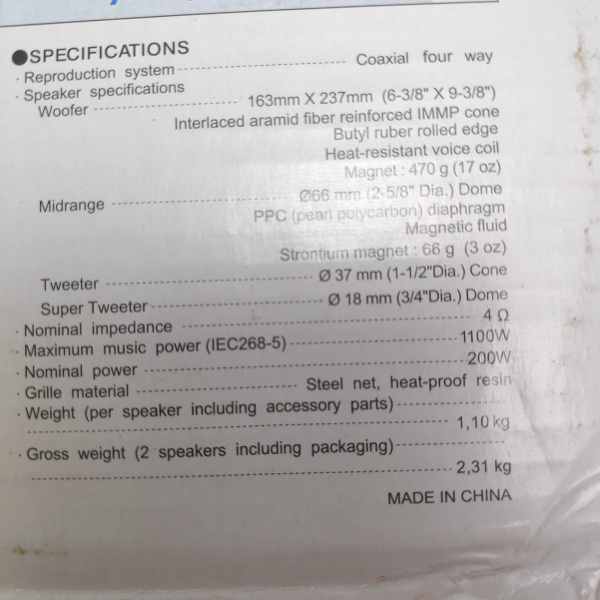 ●SPECIFICATIONS
· Reproduction system Coaxial four way
· Speaker specifications
Woofer 163mm X 237mm (6-3/8" X 9-3/8")
Interlaced aramid fiber reinforced IMMP cone
Butyl ruber rolled edge
Heat-resistant voice coil
Magnet : 470 g (17 oz)
Midrange Ø66 mm (2-5/8" Dia.) Dome
PPC (pearl polycarbon) diaphragm
Magnetic fluid
Strontium magnet : 66 g (3 oz)
Tweeter Ø 37 mm (1-1/2"Dia.) Cone
Super Tweeter Ø 18 mm (3/4"Dia.) Dome
· Nominal impedance 4 Ω
· Maximum music power (IEC268-5) 1100W
· Nominal power 200W
· Grille material Steel net, heat-proof resin
· Weight (per speaker including accessory parts)
1,10 kg
· Gross weight (2 speakers including packaging)
2,31 kg
MADE IN CHINA